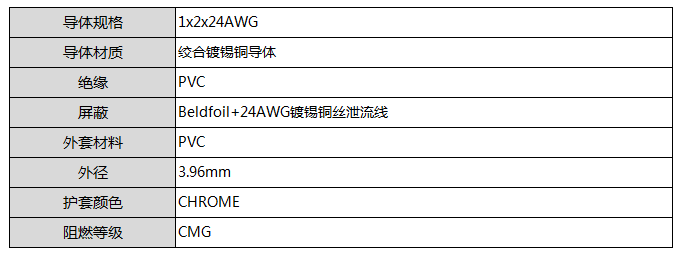 导体规格 1x2x24AWG
导体材质 绞合镀锡铜导体
绝缘 PVC
屏蔽 Beldfoil+24AWG镀锡铜丝泄流线
外套材料 PVC
外径 3.96mm
护套颜色 CHROME
阻燃等级 CMG